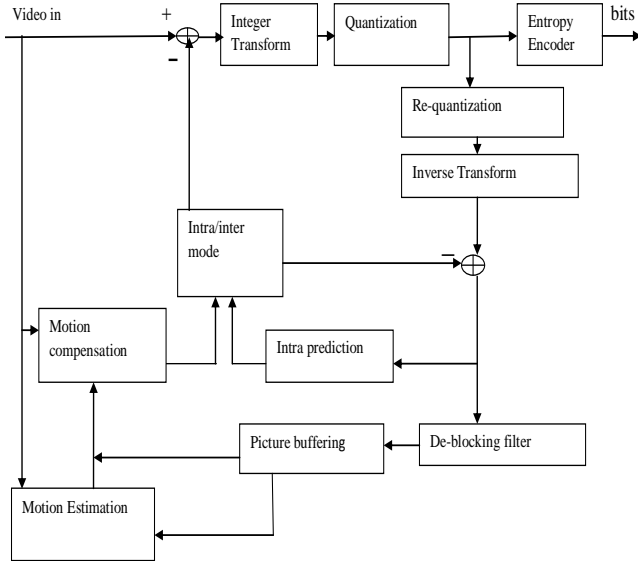 Video in
+
Integer
Transform
Quantization
Entropy
Encoder
bits
-
Re-quantization
Inverse Transform
Intra/inter
mode
-
Motion
compensation
Intra prediction
Picture buffering
De-blocking filter
Motion Estimation